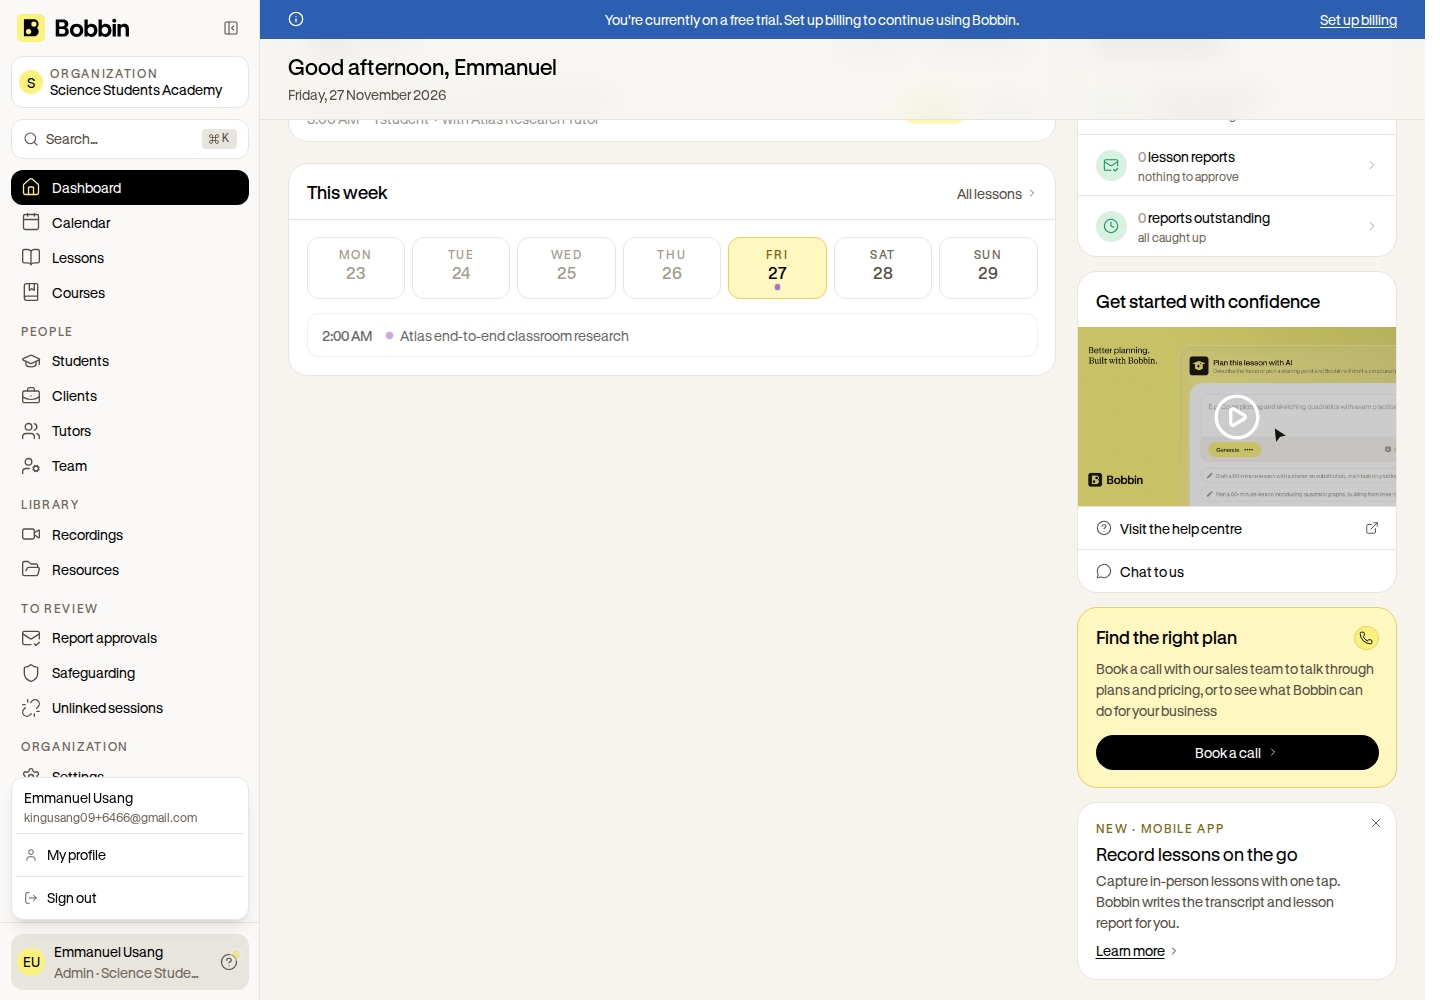 Bobbin
ORGANIZATION
S
Science Students Academy
Search...
⌘ K
Dashboard
Calendar
Lessons
Courses
PEOPLE
Students
Clients
Tutors
Team
LIBRARY
Recordings
Resources
TO REVIEW
Report approvals
Safeguarding
Unlinked sessions
ORGANIZATION
Settings
Emmanuel Usang
kingusang09+6466@gmail.com
My profile
Sign out
EU
Emmanuel Usang
Admin · Science Stude...
You're currently on a free trial. Set up billing to continue using Bobbin.
Set up billing
Good afternoon, Emmanuel
Friday, 27 November 2026
This week
All lessons
MON
23
TUE
24
WED
25
THU
26
FRI
27
SAT
28
SUN
29
2:00 AM
Atlas end-to-end classroom research
0 lesson reports
nothing to approve
0 reports outstanding
all caught up
Get started with confidence
Better planning.
Built with Bobbin.
Plan this lesson with AI
Generate
Bobbin
Visit the help centre
Chat to us
Find the right plan
Book a call with our sales team to talk through
plans and pricing, or to see what Bobbin can
do for your business
Book a call
NEW · MOBILE APP
Record lessons on the go
Capture in-person lessons with one tap.
Bobbin writes the transcript and lesson
report for you.
Learn more